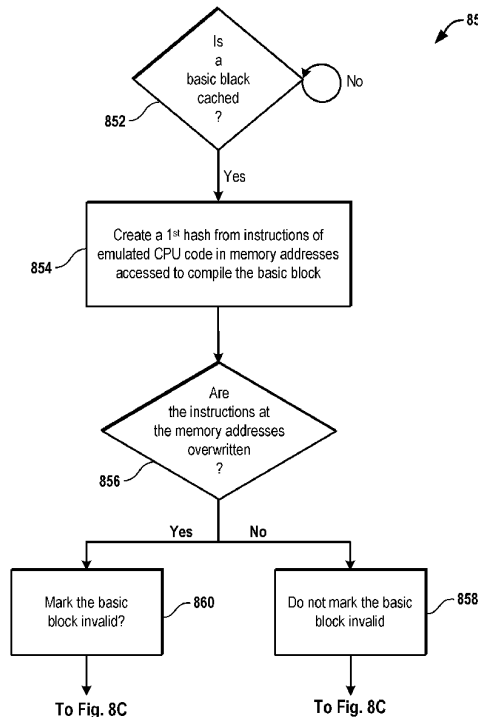 85
Is
a
basic black
cached
?
No
852
Yes
Create a 1st hash from instructions of
emulated CPU code in memory addresses
accessed to compile the basic block
854
Are
the instructions at
the memory addresses
overwritten
?
856
Yes
No
Mark the basic
block invalid?
860
Do not mark the basic
block invalid
858
To Fig. 8C
To Fig. 8C